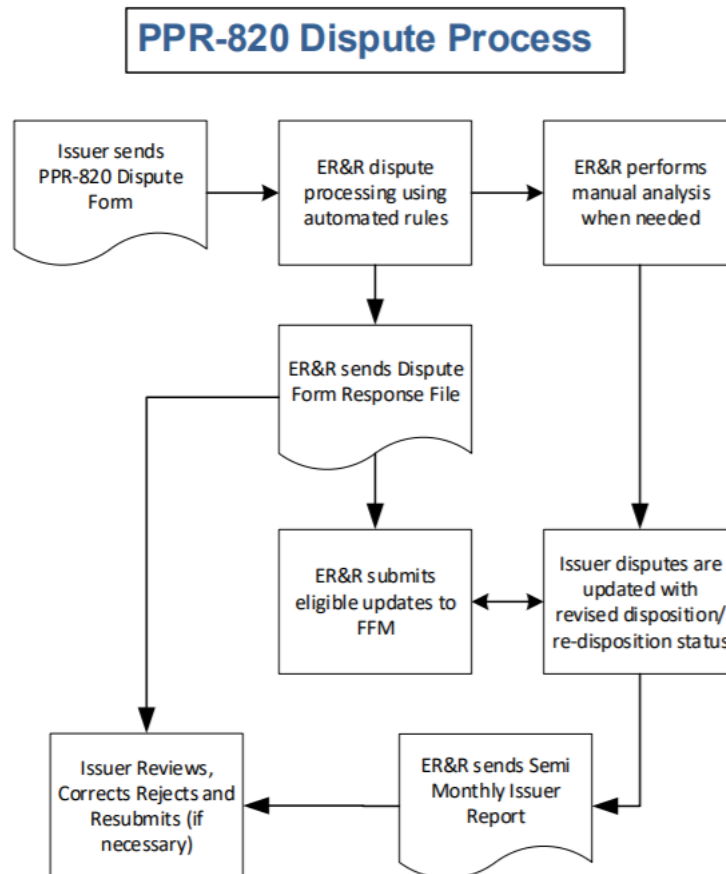 PPR-820 Dispute Process
Issuer sends
PPR-820 Dispute
Form
ER&R dispute
processing using
automated rules
ER&R performs
manual analysis
when needed
ER&R sends Dispute
Form Response File
ER&R submits
eligible updates to
FFM
Issuer disputes are
updated with
revised disposition/
re-disposition status
Issuer Reviews,
Corrects Rejects and
Resubmits (if
necessary)
ER&R sends Semi
Monthly Issuer
Report